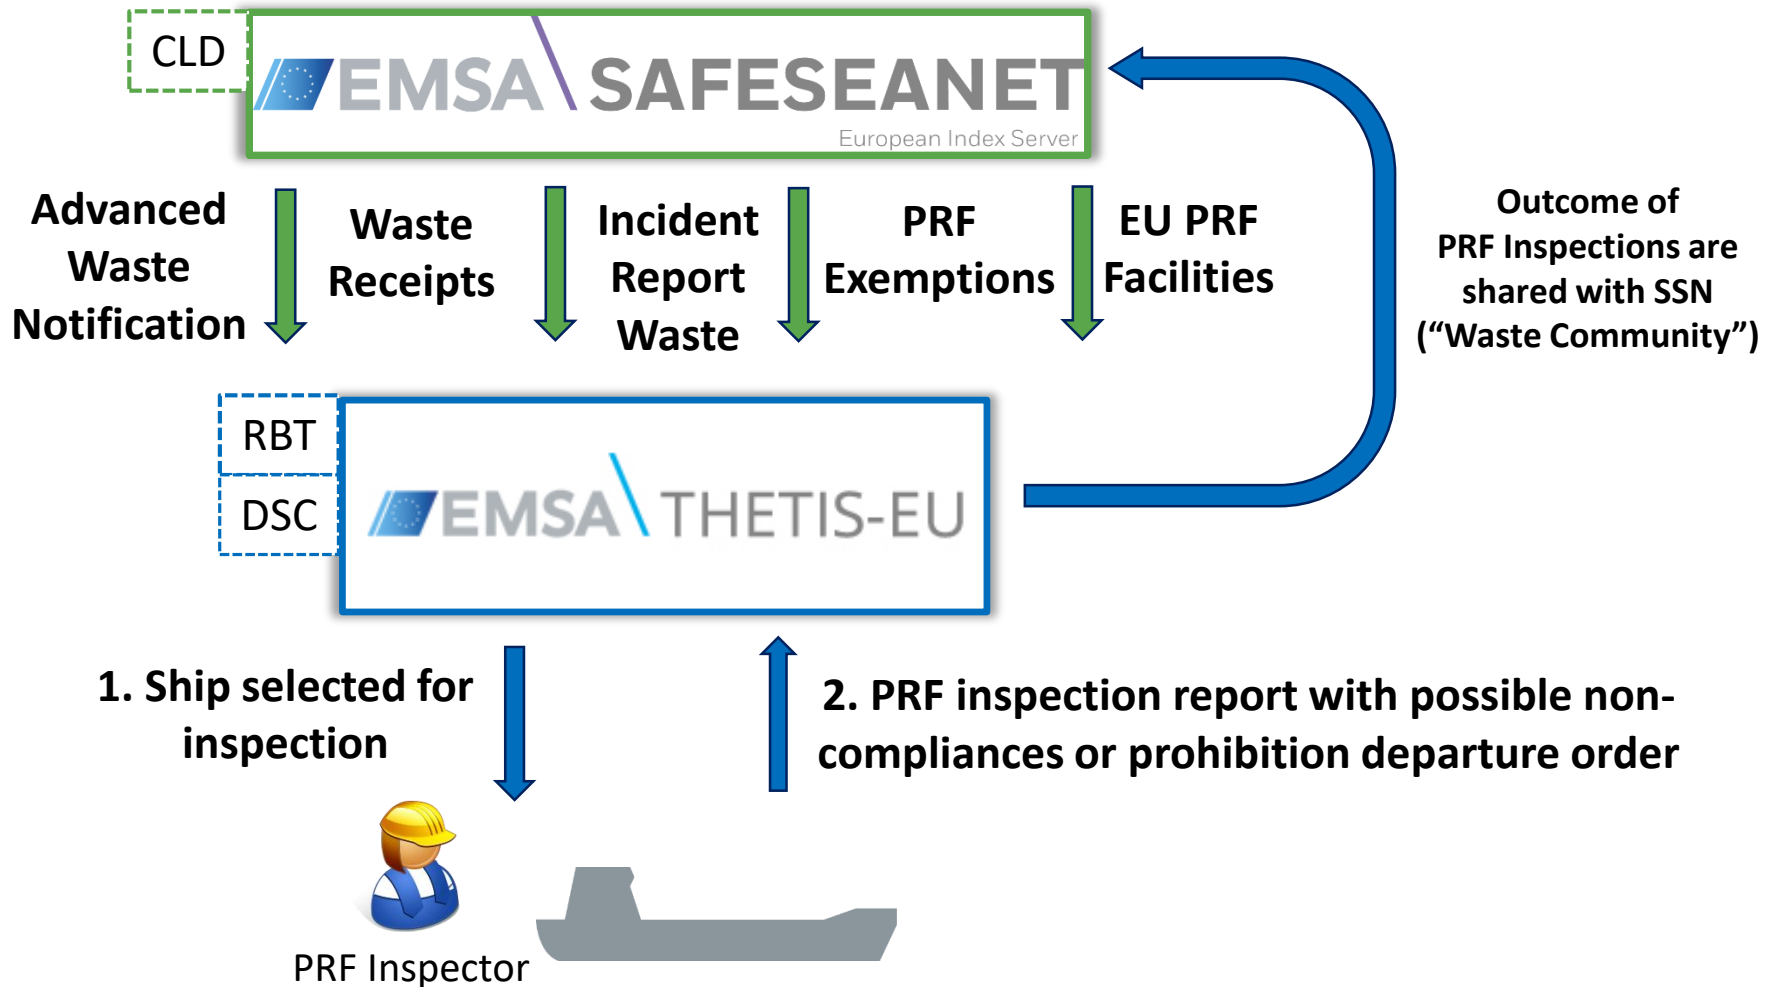 CLD
EMSA SAFESEANET
European Index Server
Advanced
Waste
Notification
Waste
Receipts
Incident
Report
Waste
PRF
Exemptions
EU PRF
Facilities
Outcome of
PRF Inspections are
shared with SSN
(“Waste Community”)
RBT
DSC
EMSA THETIS-EU
1. Ship selected for
inspection
2. PRF inspection report with possible non-
compliances or prohibition departure order
PRF Inspector